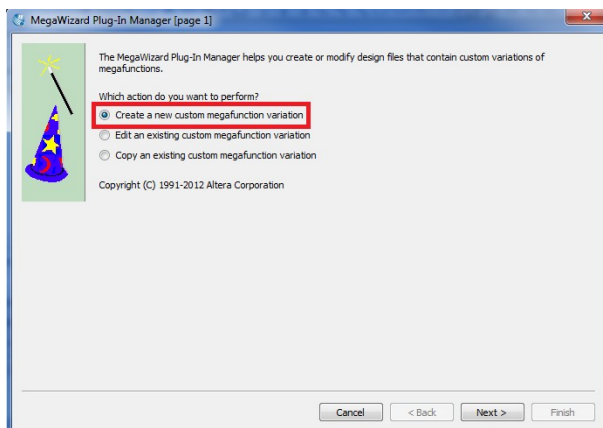 MegaWizard Plug-In Manager [page 1]
The MegaWizard Plug-In Manager helps you create or modify design files that contain custom variations of
megafunctions.
Which action do you want to perform?
Create a new custom megafunction variation
Edit an existing custom megafunction variation
Copy an existing custom megafunction variation
Copyright (C) 1991-2012 Altera Corporation
Cancel < Back Next > Finish